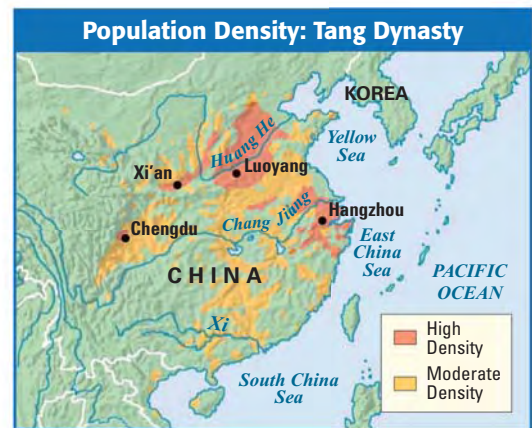 Population Density: Tang Dynasty
KOREA
Huang He
Yellow
Sea
Xi'an
Luoyang
Chengdu
Chang Jiang
Hangzhou
East
China
Sea
CHINA
PACIFIC
OCEAN
Xi
South China
Sea
High
Density
Moderate
Density